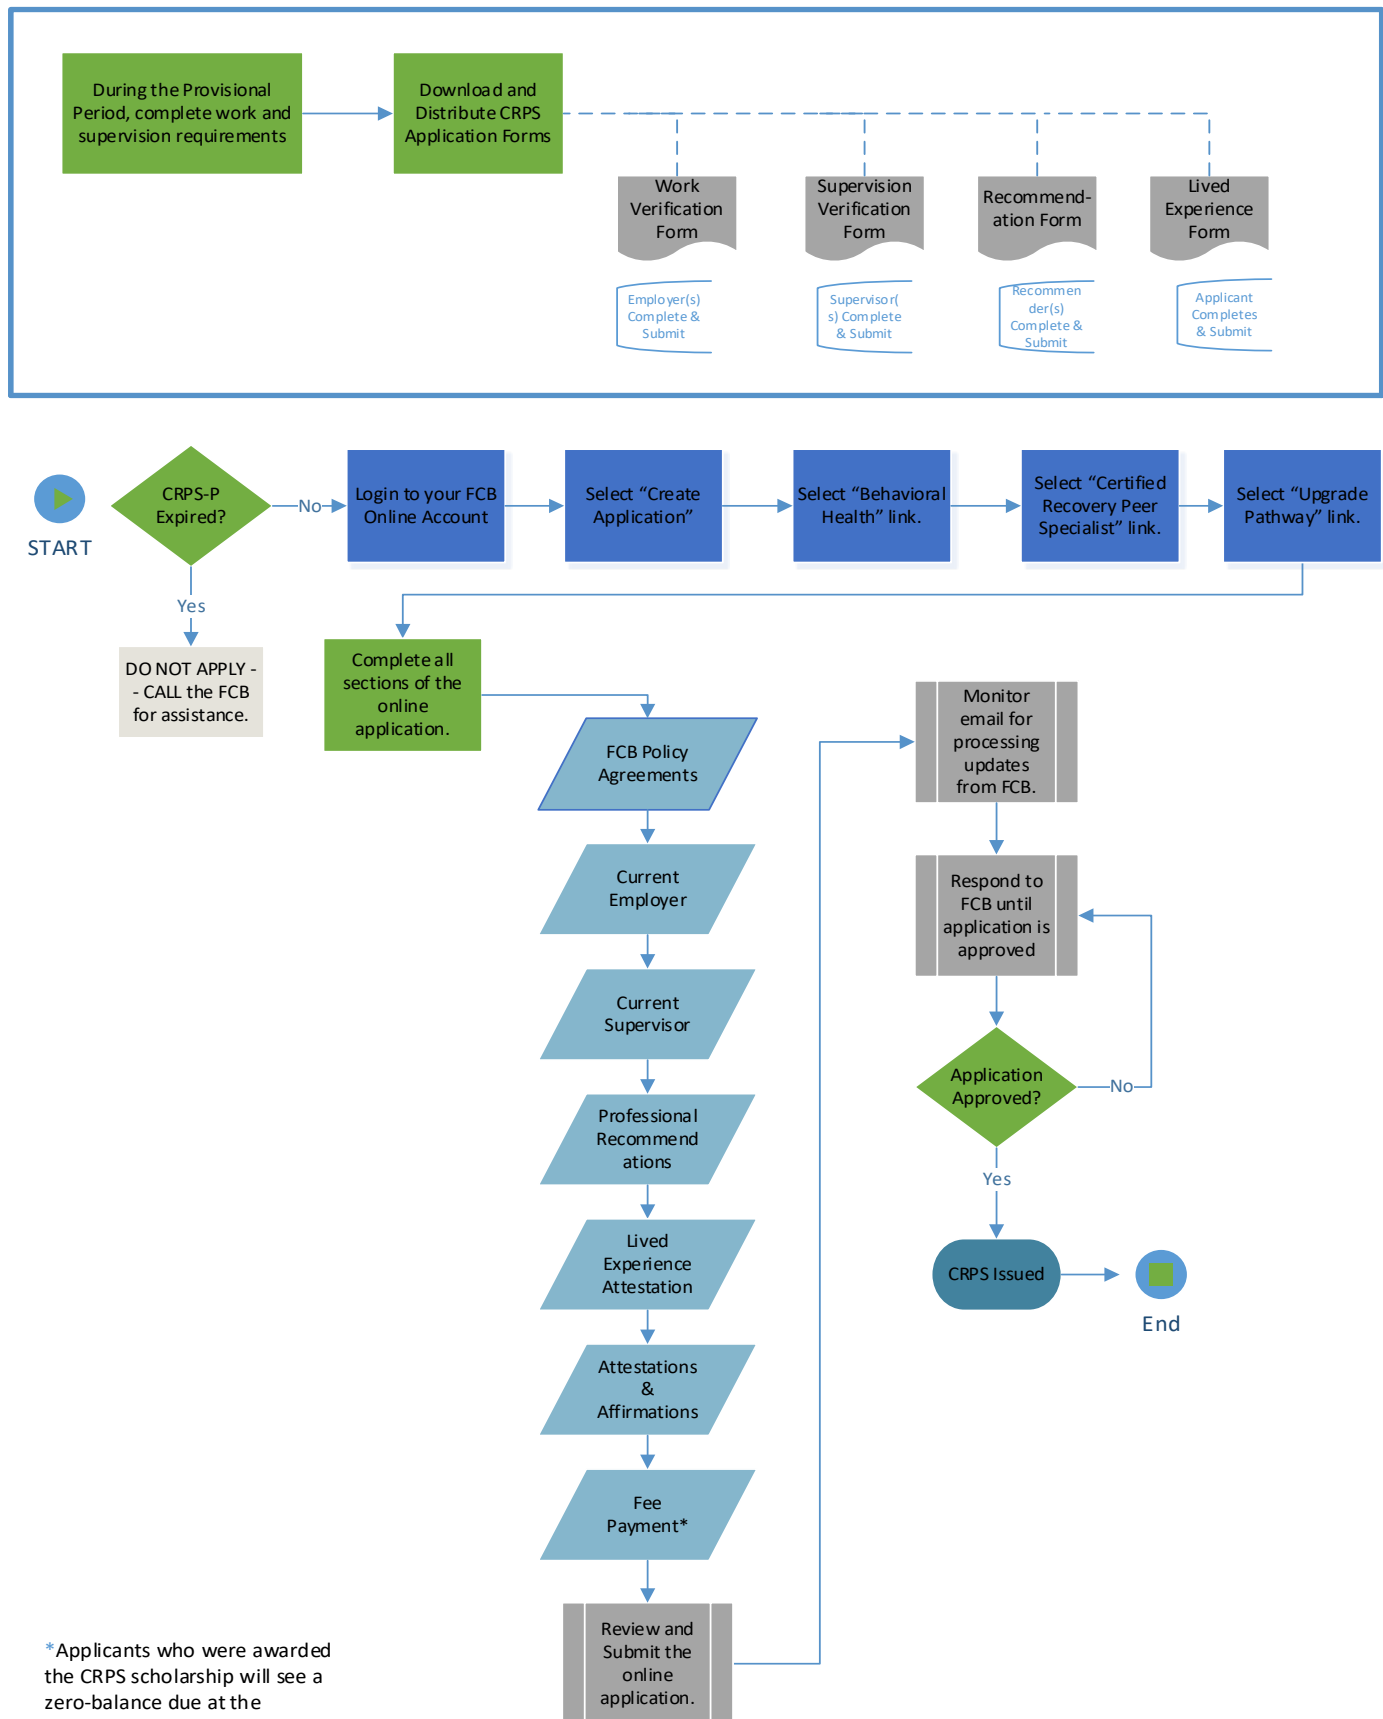 During the Provisional
Period, complete work and
supervision requirements
Download and
Distribute CRPS
Application Forms
Work
Verification
Form
Supervision
Verification
Form
Recommend-
ation Form
Lived
Experience
Form
Employer(s)
Complete &
Submit
Supervisor(
s) Complete
& Submit
Recommen
der(s)
Complete &
Submit
Applicant
Completes
& Submit
START
CRPS-P
Expired?
No
Login to your FCB
Online Account
Select “Create
Application”
Select “Behavioral
Health” link.
Select “Certified
Recovery Peer
Specialist” link.
Select “Upgrade
Pathway” link.
Yes
DO NOT APPLY -
- CALL the FCB
for assistance.
Complete all
sections of the
online
application.
FCB Policy
Agreements
Current
Employer
Current
Supervisor
Professional
Recommend
ations
Lived
Experience
Attestation
Attestations
&
Affirmations
Fee
Payment*
Review and
Submit the
online
application.
Monitor
email for
processing
updates
from FCB.
Respond to
FCB until
application is
approved
Application
Approved?
No
Yes
CRPS Issued
End
*Applicants who were awarded
the CRPS scholarship will see a
zero-balance due at the